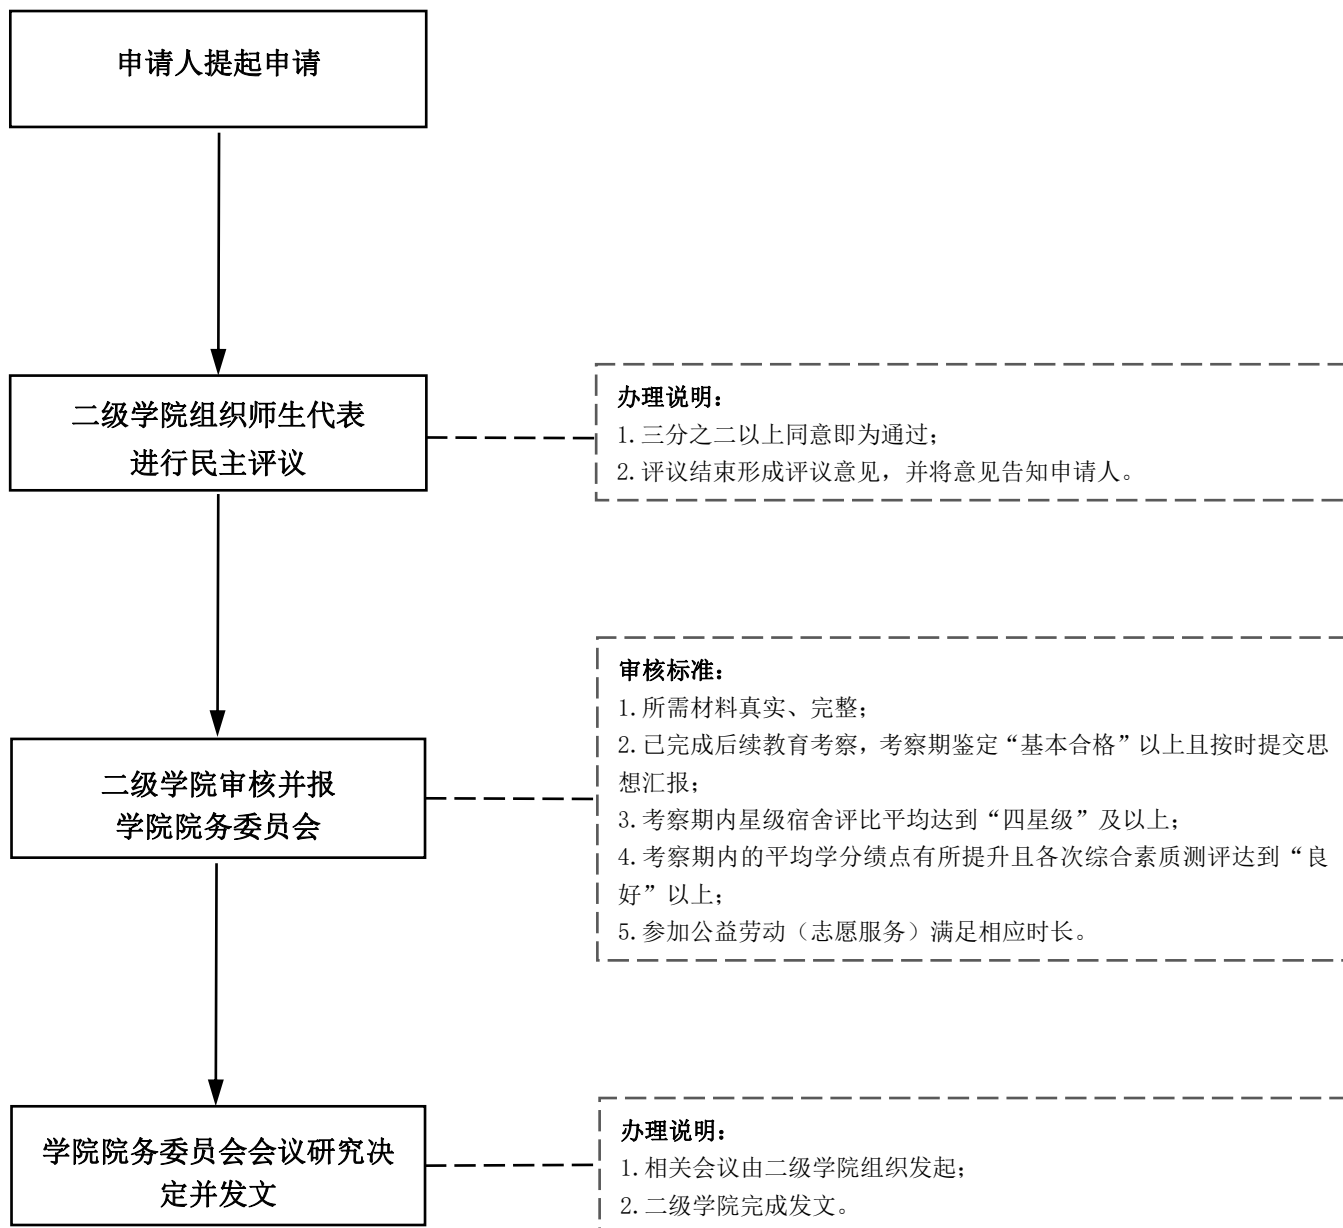 申请人提起申请
二级学院组织师生代表
进行民主评议
办理说明：
1.三分之二以上同意即为通过；
2.评议结束形成评议意见，并将意见告知申请人。
二级学院审核并报
学院院务委员会
审核标准：
1.所需材料真实、完整；
2.已完成后续教育考察，考察期鉴定“基本合格”以上且按时提交思
想汇报；
3.考察期内星级宿舍评比平均达到“四星级”及以上；
4.考察期内的平均学分绩点有所提升且各次综合素质测评达到“良
好”以上；
5.参加公益劳动（志愿服务）满足相应时长。
学院院务委员会会议研究决
定并发文
办理说明：
1.相关会议由二级学院组织发起；
2.二级学院完成发文。